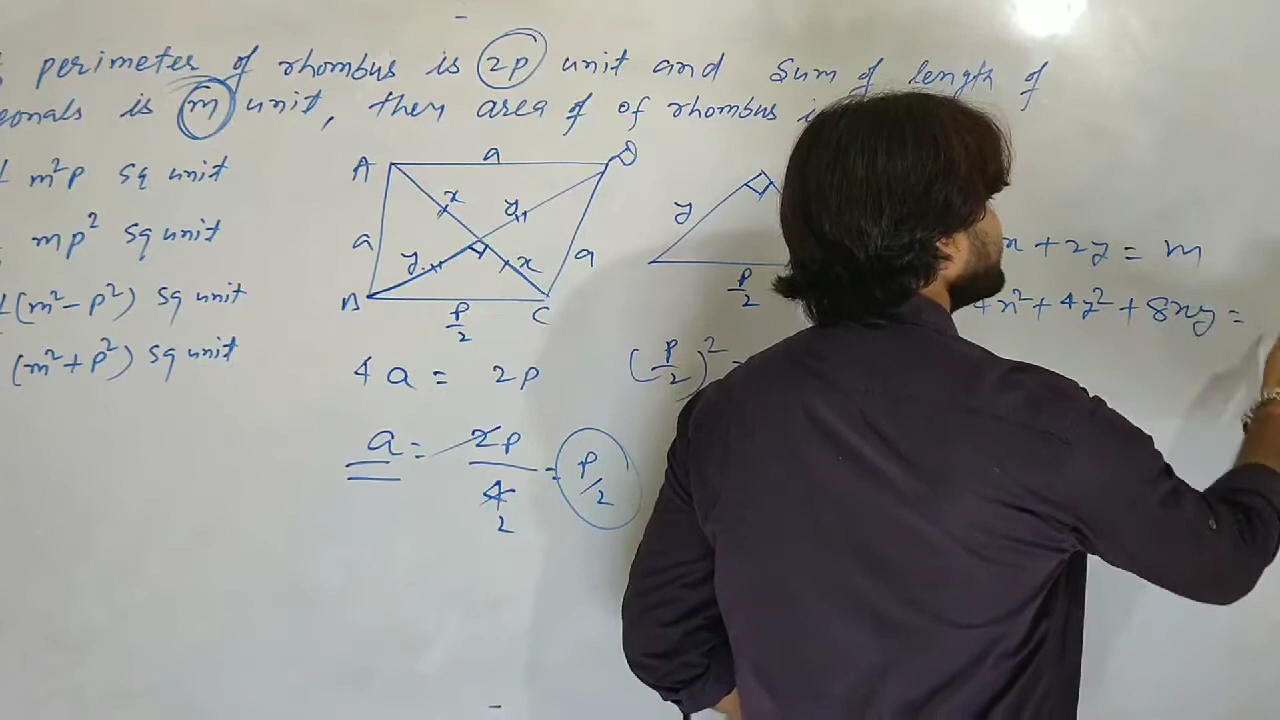 perimeter of rhombus is 2p unit and sum of length of
is m unit, then area of of rhombus
m²p sq unit
mp² sq unit
(m²-p²) sq unit
(m²+p²) sq unit
A a D
x y
a a
y x
B p/2 C
4a = 2p
a = 2p/4 = p/2
2
y
p/2
(p/2)² =
x + 2y = m
4x² + 4y² + 8xy =